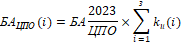 БА_ЦПО (i) = БА 2023/ЦПО × ∑_{i=1}^{3} k_ii (i)